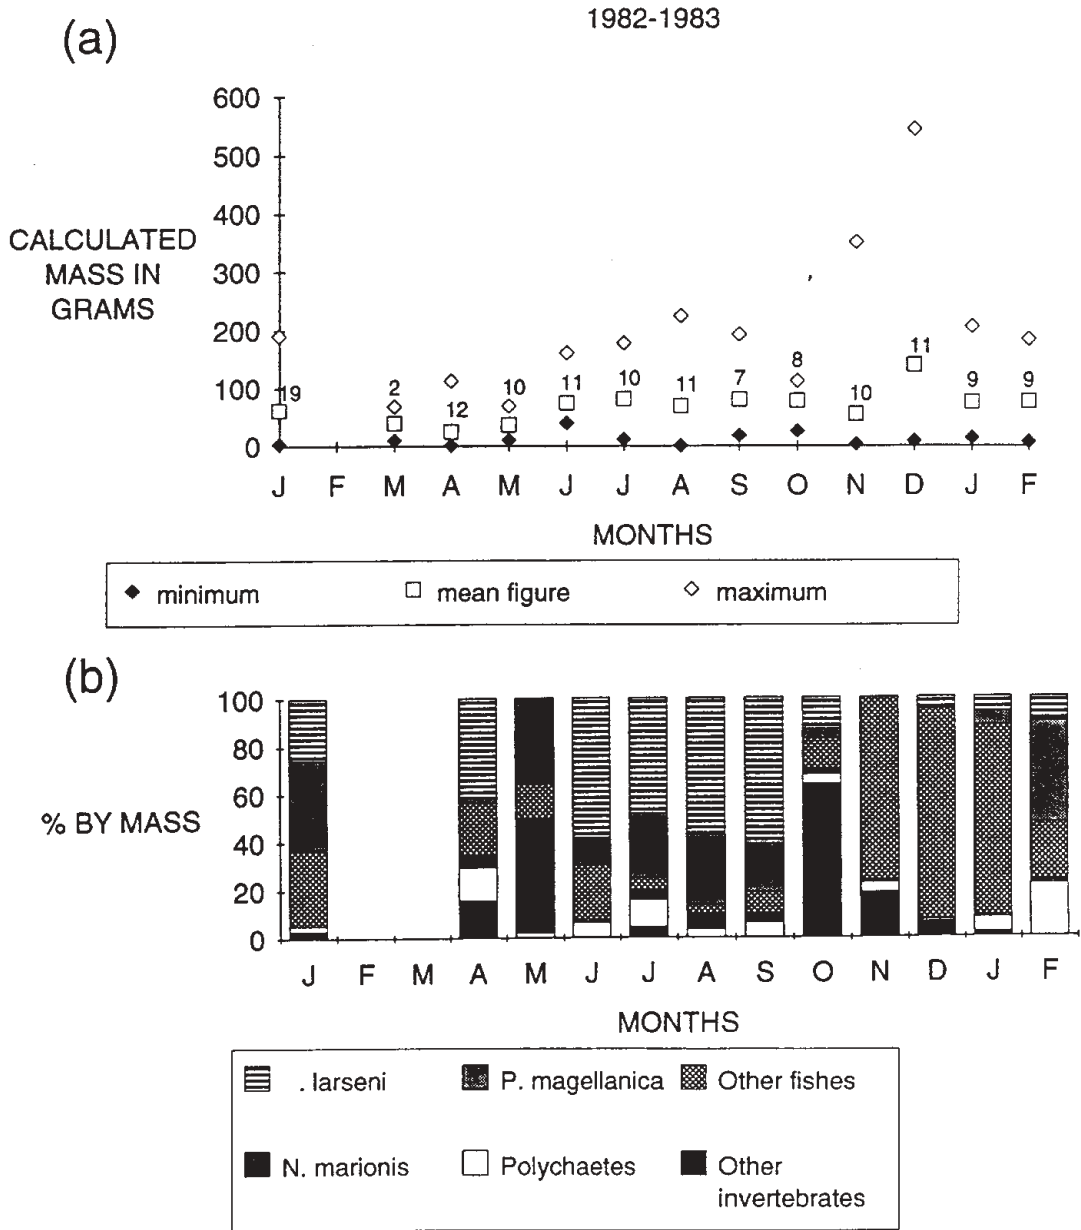 1982-1983
(a)
600
500
400
300
200
100
0
CALCULATED
MASS IN
GRAMS
19 2 12 10 11 10 11 7 8 10 11 9 9
J F M A M J J A S O N D J F
MONTHS
minimum mean figure maximum
(b)
100
80
60
40
20
0
% BY MASS
J F M A M J J A S O N D J F
MONTHS
. larseni P. magellanica Other fishes
N. marionis Polychaetes Other
invertebrates